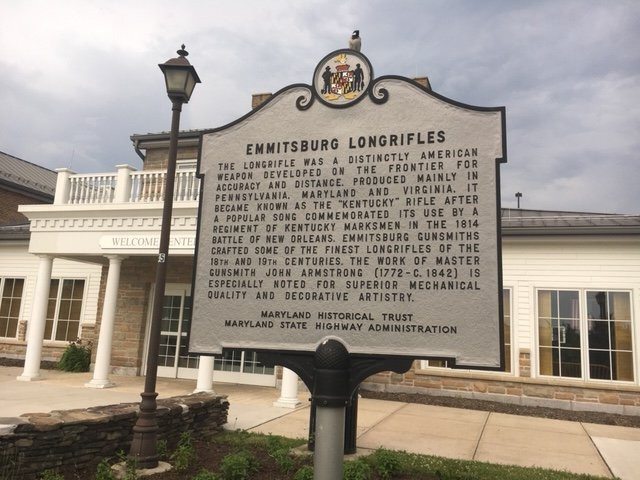 EMMITSBURG LONGRIFLES
THE LONGRIFLE WAS A DISTINCTLY AMERICAN
WEAPON DEVELOPED ON THE FRONTIER FOR
ACCURACY AND DISTANCE. PRODUCED MAINLY IN
PENNSYLVANIA, MARYLAND AND VIRGINIA, IT
BECAME KNOWN AS THE "KENTUCKY" RIFLE AFTER
A POPULAR SONG COMMEMORATED ITS USE BY A
REGIMENT OF KENTUCKY MARKSMEN IN THE 1814
BATTLE OF NEW ORLEANS. EMMITSBURG GUNSMITHS
CRAFTED SOME OF THE FINEST LONGRIFLES OF THE
18TH AND 19TH CENTURIES. THE WORK OF MASTER
GUNSMITH JOHN ARMSTRONG (1772-C. 1842) IS
ESPECIALLY NOTED FOR SUPERIOR MECHANICAL
QUALITY AND DECORATIVE ARTISTRY.
MARYLAND HISTORICAL TRUST
MARYLAND STATE HIGHWAY ADMINISTRATION
WELCOME CENTER